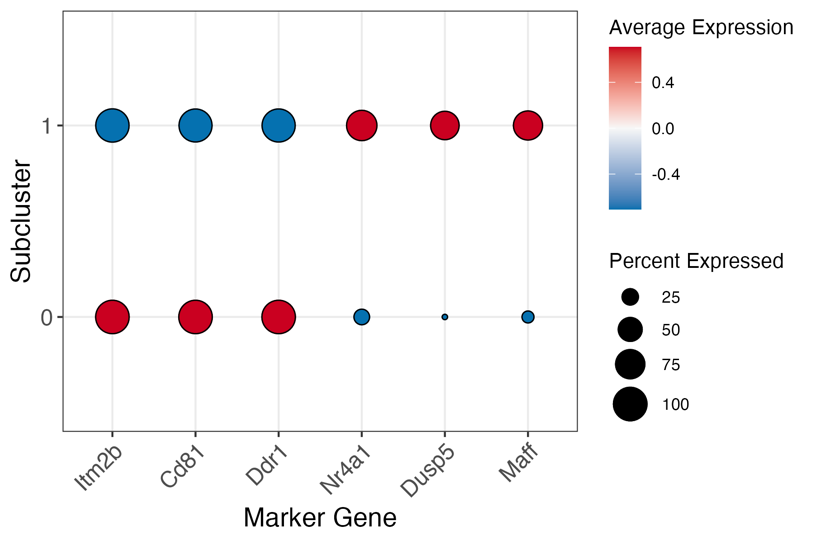 Subcluster
1
0
Itm2b
Cd81
Ddr1
Nr4a1
Dusp5
Maff
Marker Gene
Average Expression
0.4
0.0
-0.4
Percent Expressed
25
50
75
100